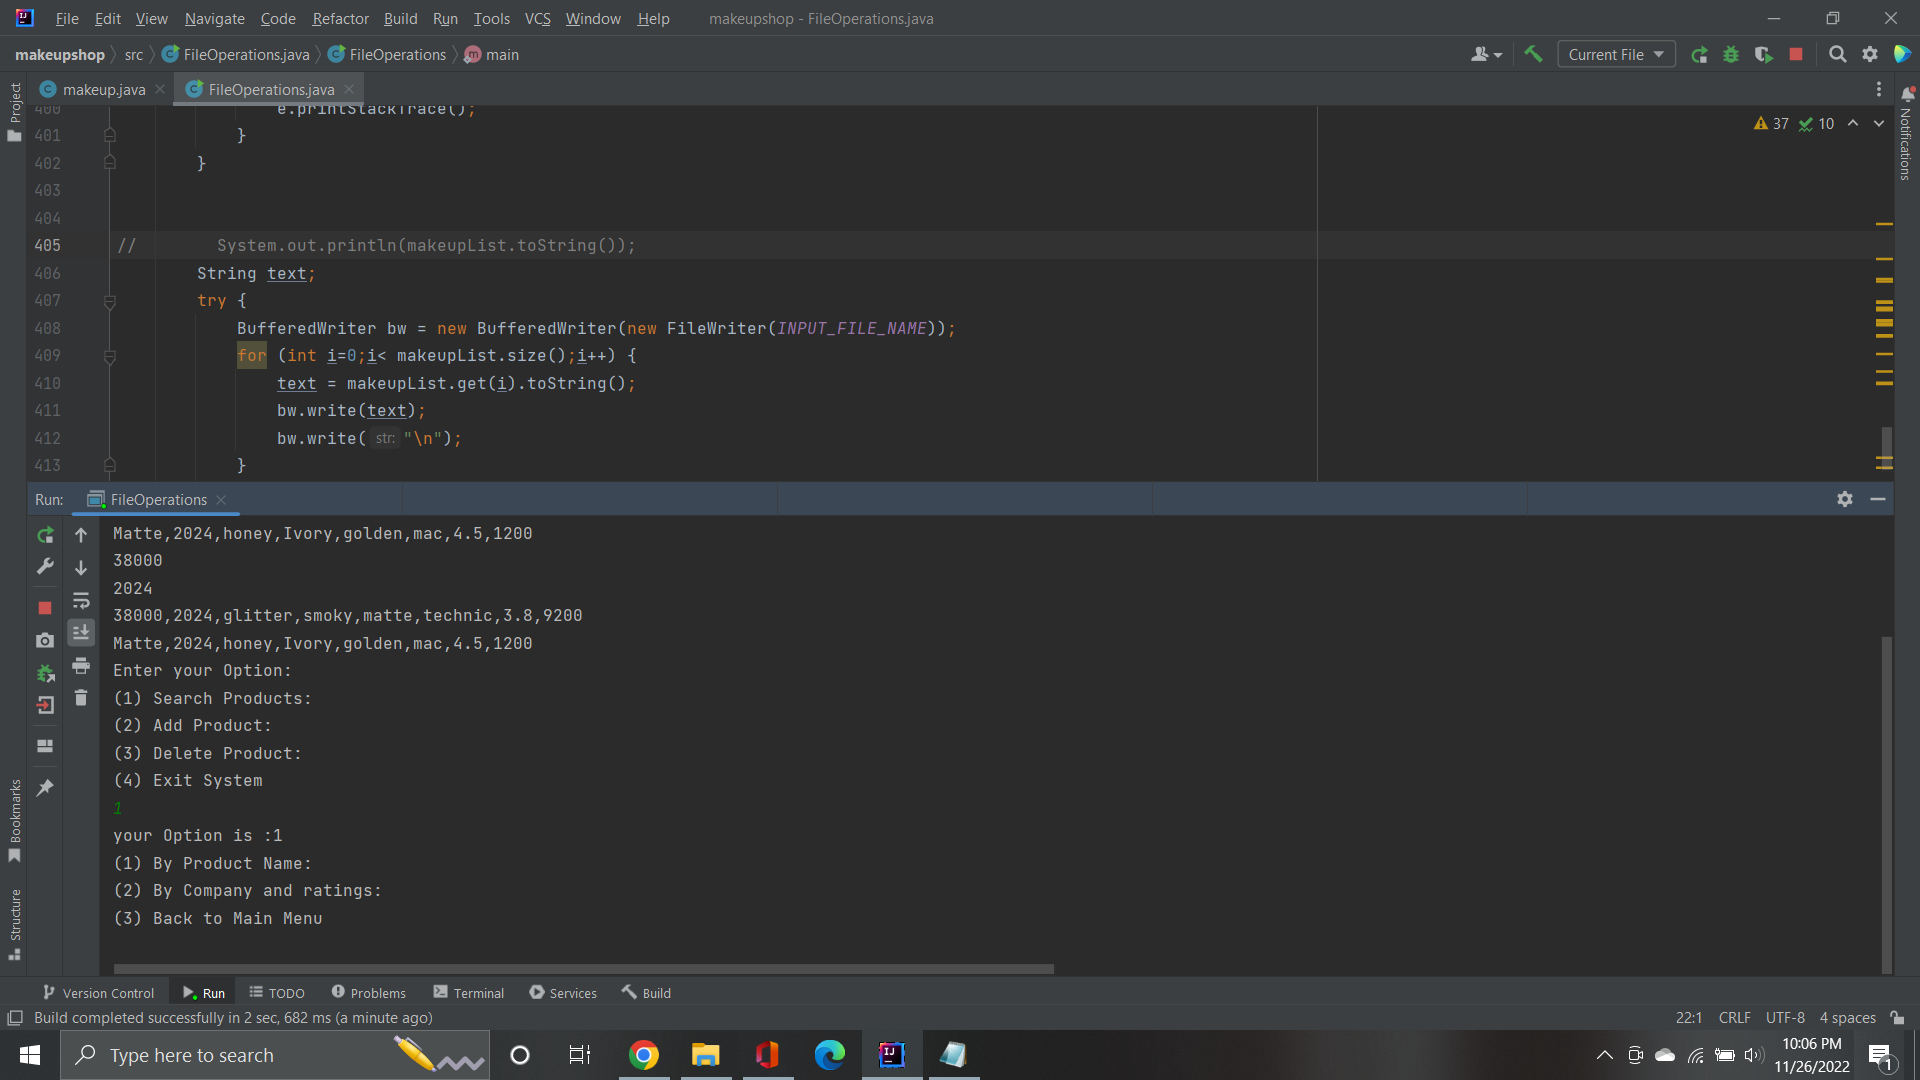 File Edit View Navigate Code Refactor Build Run Tools VCS Window Help makeupshop - FileOperations.java
makeupshop src FileOperations.java FileOperations main Current File
Project
makeup.java FileOperations.java
Notifications
37 10
400 e.printStackTrace();
401 }
402 }
403
404
405 // System.out.println(makeupList.toString());
406 String text;
407 try {
408 BufferedWriter bw = new BufferedWriter(new FileWriter(INPUT_FILE_NAME));
409 for (int i=0;i< makeupList.size();i++) {
410 text = makeupList.get(i).toString();
411 bw.write(text);
412 bw.write( str: "\n");
413 }
Run: FileOperations
Matte,2024,honey,Ivory,golden,mac,4.5,1200
38000
2024
38000,2024,glitter,smoky,matte,technic,3.8,9200
Matte,2024,honey,Ivory,golden,mac,4.5,1200
Enter your Option:
(1) Search Products:
(2) Add Product:
(3) Delete Product:
(4) Exit System
1
your Option is :1
(1) By Product Name:
(2) By Company and ratings:
(3) Back to Main Menu
Bookmarks
Structure
Version Control Run TODO Problems Terminal Services Build
Build completed successfully in 2 sec, 682 ms (a minute ago) 22:1 CRLF UTF-8 4 spaces
Type here to search
10:06 PM
11/26/2022
1